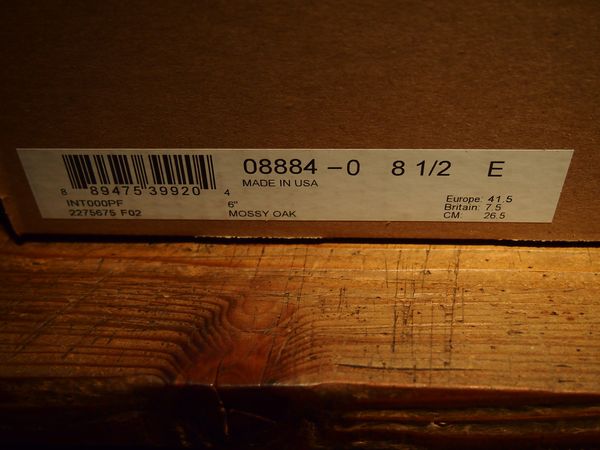 08884-0 8 1/2 E
MADE IN USA
8 89475 39920 4
INT000PF
2275675 F02
6"
MOSSY OAK
Europe: 41.5
Britain: 7.5
CM. 26.5